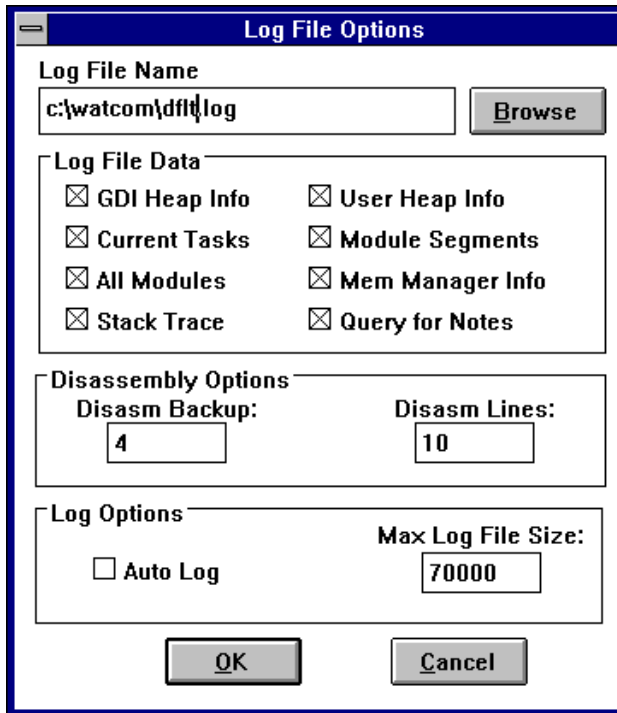 Log File Options
Log File Name
c:\watcom\dflt.log
Browse
Log File Data
GDI Heap Info User Heap Info
Current Tasks Module Segments
All Modules Mem Manager Info
Stack Trace Query for Notes
Disassembly Options
Disasm Backup: Disasm Lines:
4 10
Log Options
Max Log File Size:
Auto Log 70000
OK Cancel